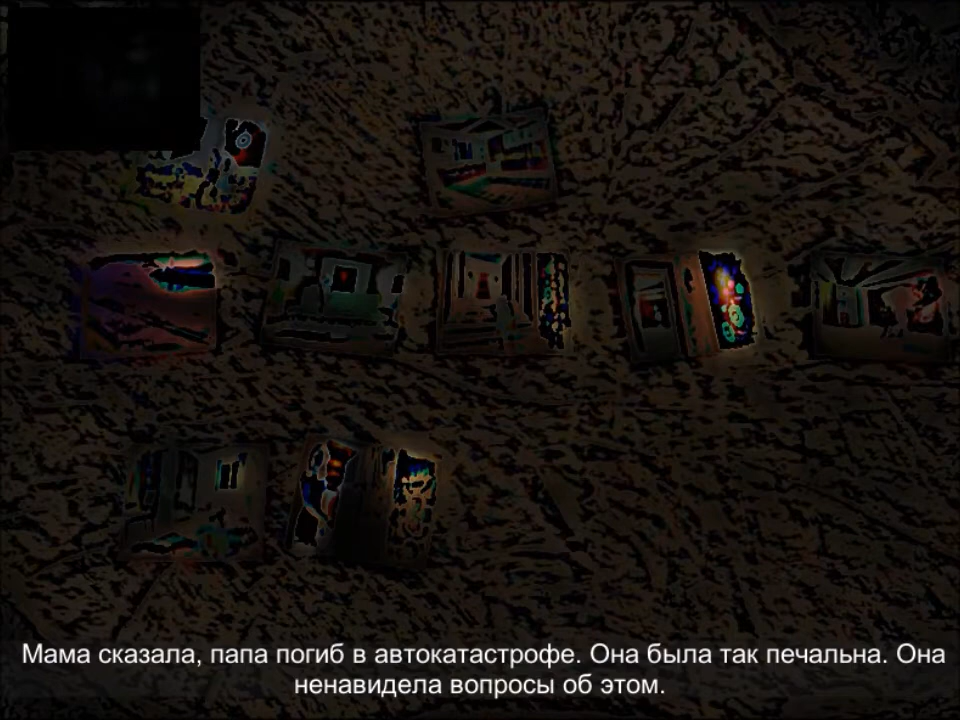 Мама сказала, папа погиб в автокатастрофе. Она была так печальна. Она
ненавидела вопросы об этом.